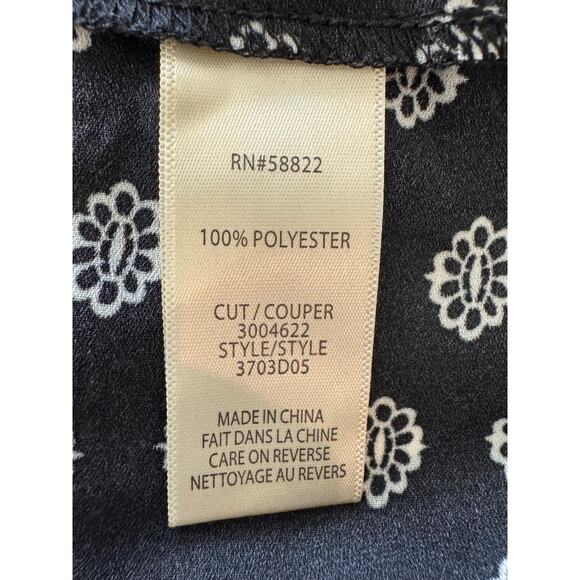 RN#58822
100% POLYESTER
CUT / COUPER
3004622
STYLE/STYLE
3703D05
MADE IN CHINA
FAIT DANS LA CHINE
CARE ON REVERSE
NETTOYAGE AU REVERS